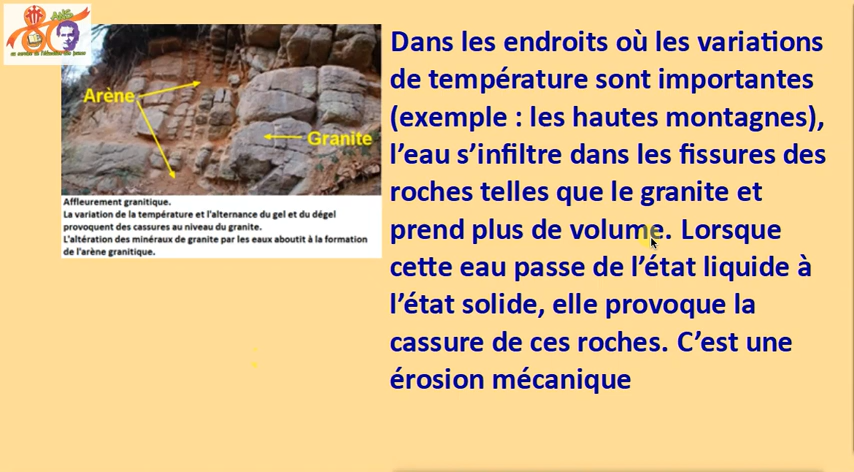 Arène
Granite
Affleurement granitique.
La variation de la température et l'alternance du gel et du dégel
provoquent des cassures au niveau du granite.
L'altération des minéraux de granite par les eaux aboutit à la formation
de l'arène granitique.
Dans les endroits où les variations
de température sont importantes
(exemple : les hautes montagnes),
l’eau s’infiltre dans les fissures des
roches telles que le granite et
prend plus de volume. Lorsque
cette eau passe de l’état liquide à
l’état solide, elle provoque la
cassure de ces roches. C’est une
érosion mécanique